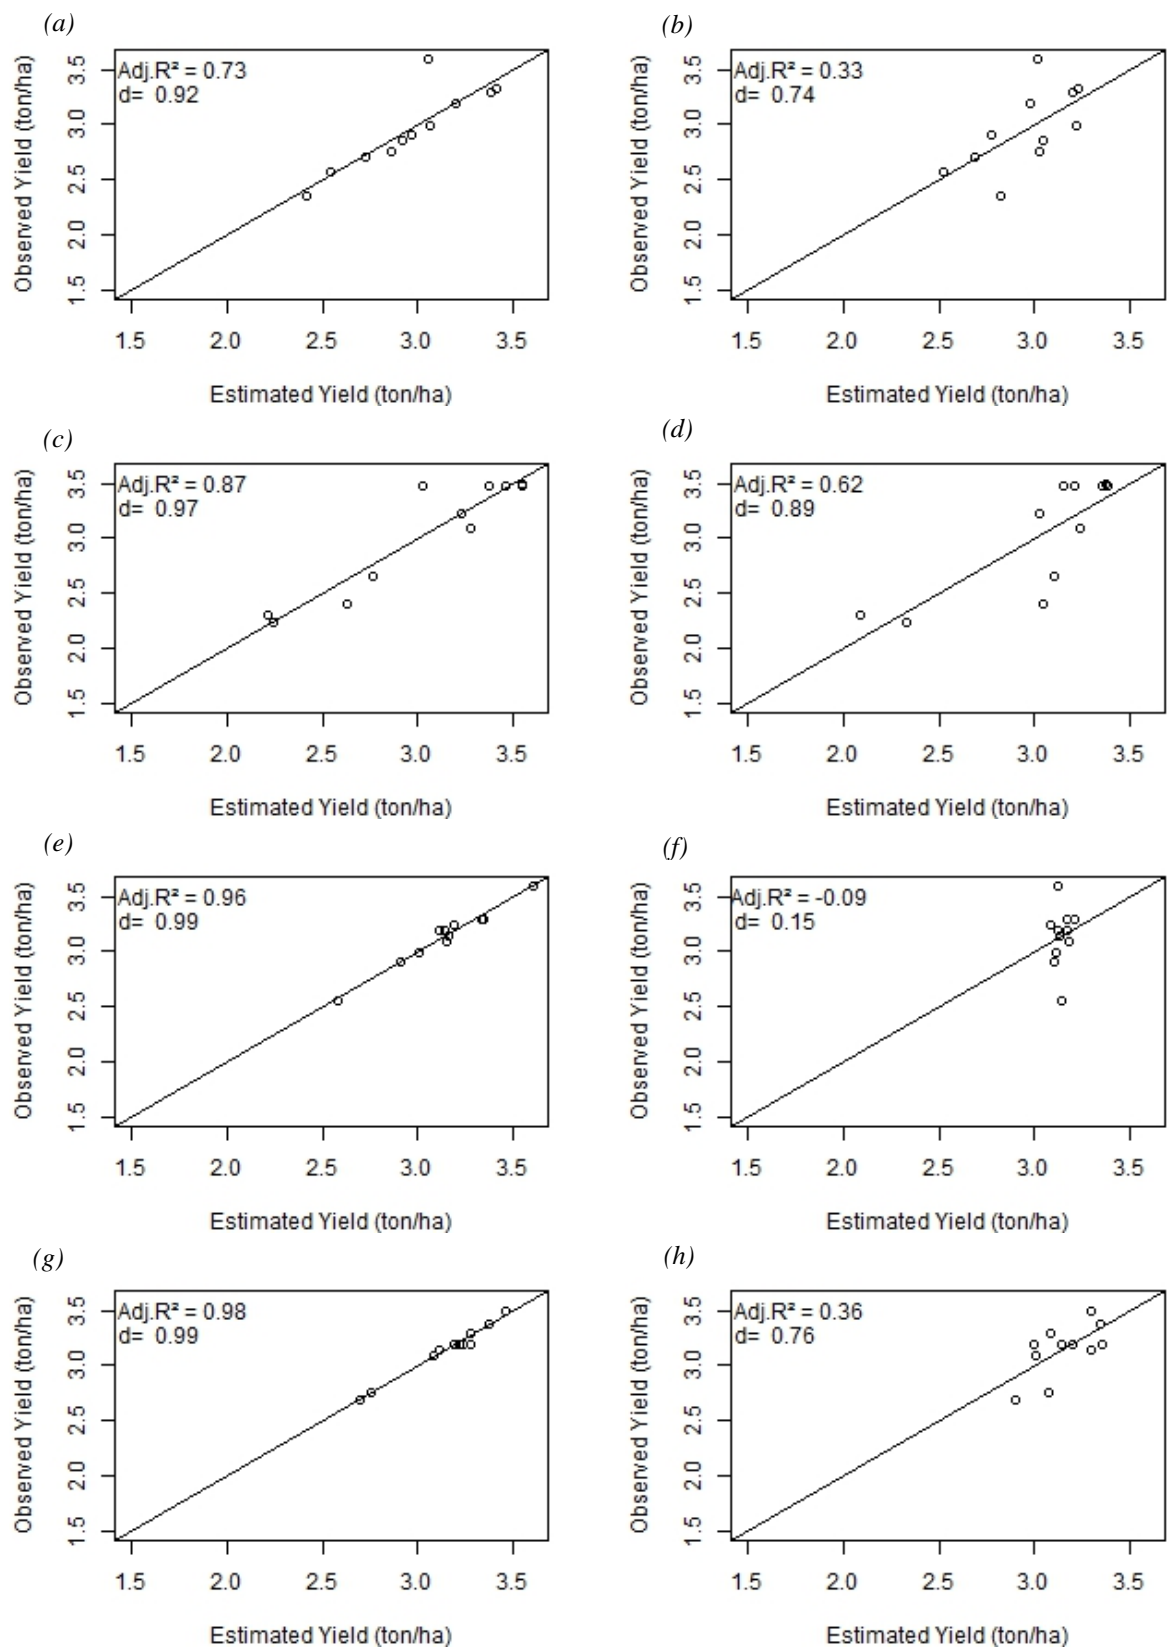 (a)
Adj.R² = 0.73
d= 0.92
Observed Yield (ton/ha)
3.5
3.0
2.5
2.0
1.5
1.5 2.0 2.5 3.0 3.5
Estimated Yield (ton/ha)
(b)
Adj.R² = 0.33
d= 0.74
Observed Yield (ton/ha)
3.5
3.0
2.5
2.0
1.5
1.5 2.0 2.5 3.0 3.5
Estimated Yield (ton/ha)
(c)
Adj.R² = 0.87
d= 0.97
Observed Yield (ton/ha)
3.5
3.0
2.5
2.0
1.5
1.5 2.0 2.5 3.0 3.5
Estimated Yield (ton/ha)
(d)
Adj.R² = 0.62
d= 0.89
Observed Yield (ton/ha)
3.5
3.0
2.5
2.0
1.5
1.5 2.0 2.5 3.0 3.5
Estimated Yield (ton/ha)
(e)
Adj.R² = 0.96
d= 0.99
Observed Yield (ton/ha)
3.5
3.0
2.5
2.0
1.5
1.5 2.0 2.5 3.0 3.5
Estimated Yield (ton/ha)
(f)
Adj.R² = -0.09
d= 0.15
Observed Yield (ton/ha)
3.5
3.0
2.5
2.0
1.5
1.5 2.0 2.5 3.0 3.5
Estimated Yield (ton/ha)
(g)
Adj.R² = 0.98
d= 0.99
Observed Yield (ton/ha)
3.5
3.0
2.5
2.0
1.5
1.5 2.0 2.5 3.0 3.5
Estimated Yield (ton/ha)
(h)
Adj.R² = 0.36
d= 0.76
Observed Yield (ton/ha)
3.5
3.0
2.5
2.0
1.5
1.5 2.0 2.5 3.0 3.5
Estimated Yield (ton/ha)